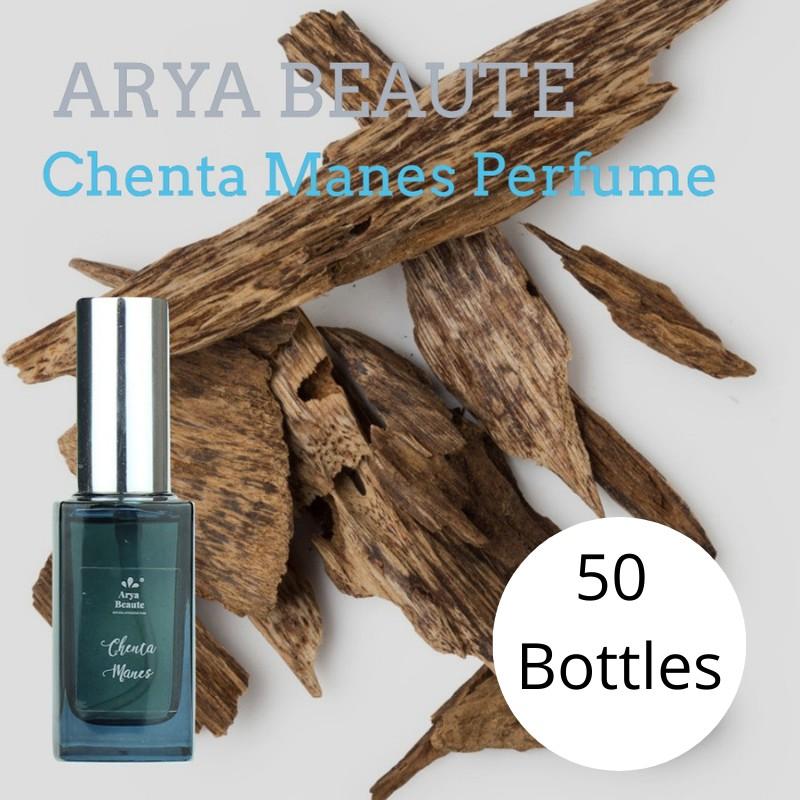 ARYA BEAUTE
Chenta Manes Perfume
Arya
Beaute
Chenta
Manes
50
Bottles